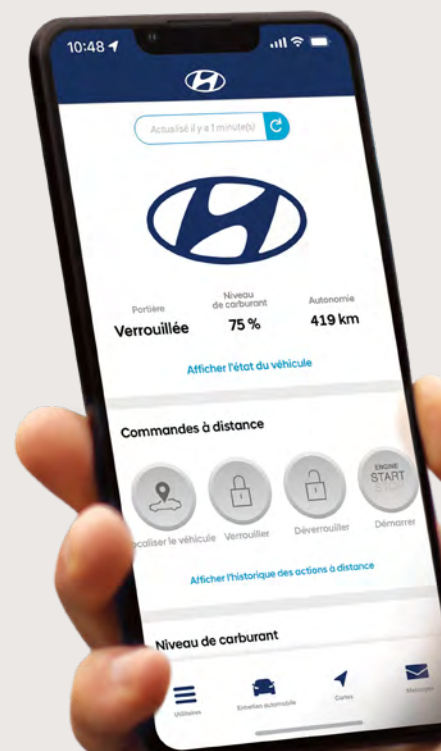 10:48
Actualisé il y a 1 minute(s)
Portière
Niveau
de carburant
Autonomie
Verrouillée
75 %
419 km
Afficher l'état du véhicule
Commandes à distance
ENGINE
START
ocaliser le véhicule
Verrouiller
Déverrouiller
Démarrer
Afficher l'historique des actions à distance
Niveau de carburant
Utilitaires
Entretien automobile
Cartes
Messages